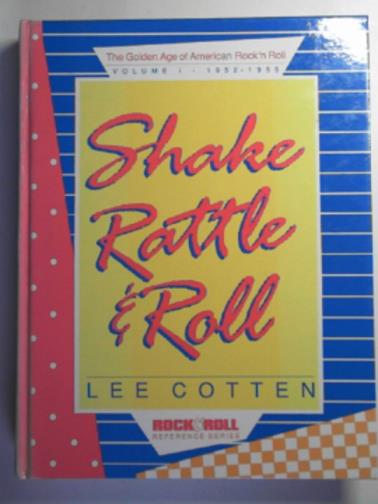 The Golden Age of American Rock'n Roll
VOLUME I · 1952-1955
Shake
Rattle
& Roll
LEE COTTEN
ROCK & ROLL
REFERENCE SERIES